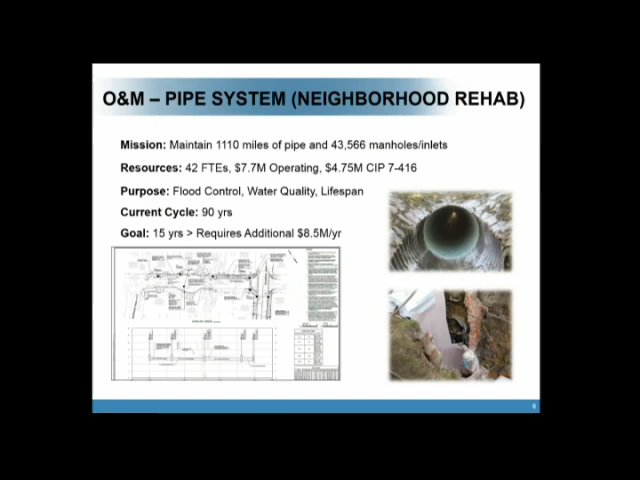 O&M – PIPE SYSTEM (NEIGHBORHOOD REHAB)
Mission: Maintain 1110 miles of pipe and 43,566 manholes/inlets
Resources: 42 FTEs, $7.7M Operating, $4.75M CIP 7-416
Purpose: Flood Control, Water Quality, Lifespan
Current Cycle: 90 yrs
Goal: 15 yrs > Requires Additional $8.5M/yr